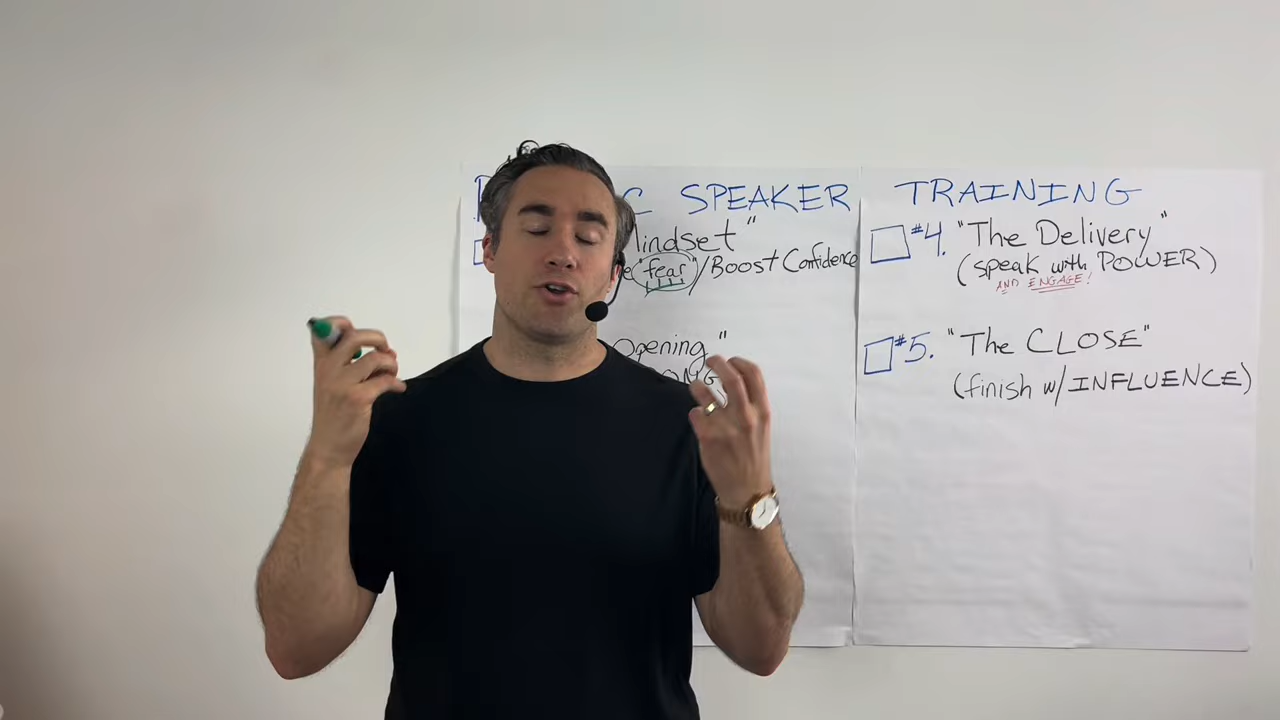 SPEAKER TRAINING
"fear"/Boost Confidence
Opening"
#4. "The Delivery"
(speak with POWER)
AND ENGAGE!
#5. "The CLOSE"
(finish w/INFLUENCE)